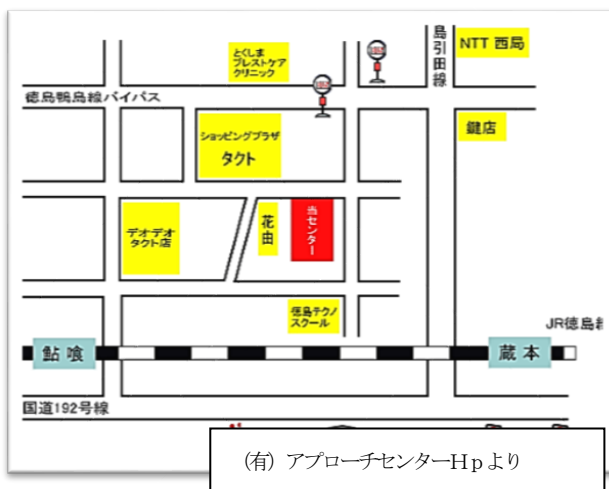 島引田線
NTT 西局
とくしま
ブレストケア
クリニック
徳島鴨島線バイパス
鍵店
ショッピングプラザ
タクト
デオデオ
タクト店
花由
当センター
徳島テクノ
スクール
JR徳島
鮎喰
蔵本
国道192号線
(有) アプローチセンターHpより